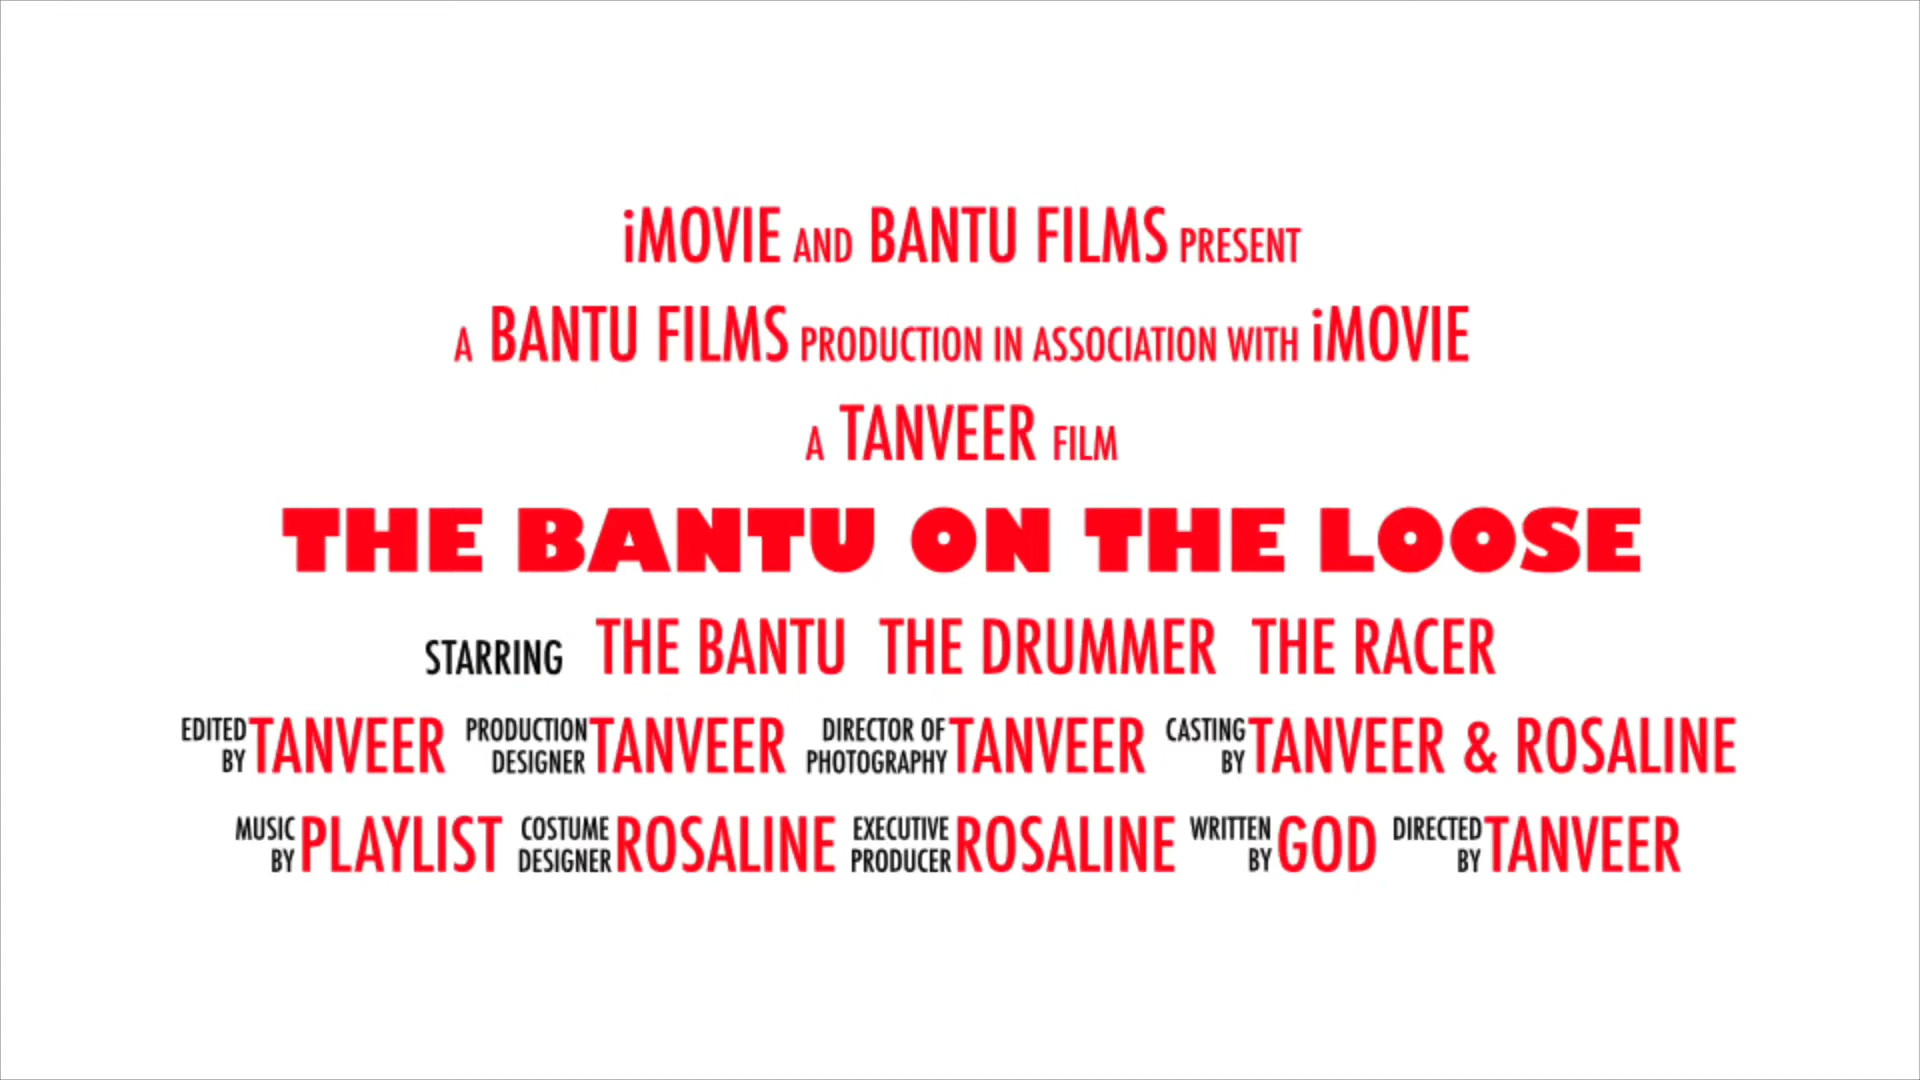 iMOVIE AND BANTU FILMS PRESENT
A BANTU FILMS PRODUCTION IN ASSOCIATION WITH iMOVIE
A TANVEER FILM
THE BANTU ON THE LOOSE
STARRING THE BANTU THE DRUMMER THE RACER
EDITED BY TANVEER PRODUCTION DESIGNER TANVEER DIRECTOR OF PHOTOGRAPHY TANVEER CASTING BY TANVEER & ROSALINE
MUSIC BY PLAYLIST COSTUME DESIGNER ROSALINE EXECUTIVE PRODUCER ROSALINE WRITTEN BY GOD DIRECTED BY TANVEER